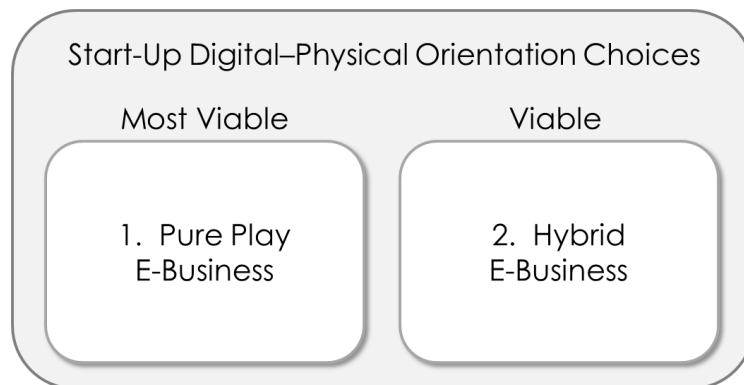 Start-Up Digital–Physical Orientation Choices
Most Viable
Viable
1. Pure Play
E-Business
2. Hybrid
E-Business